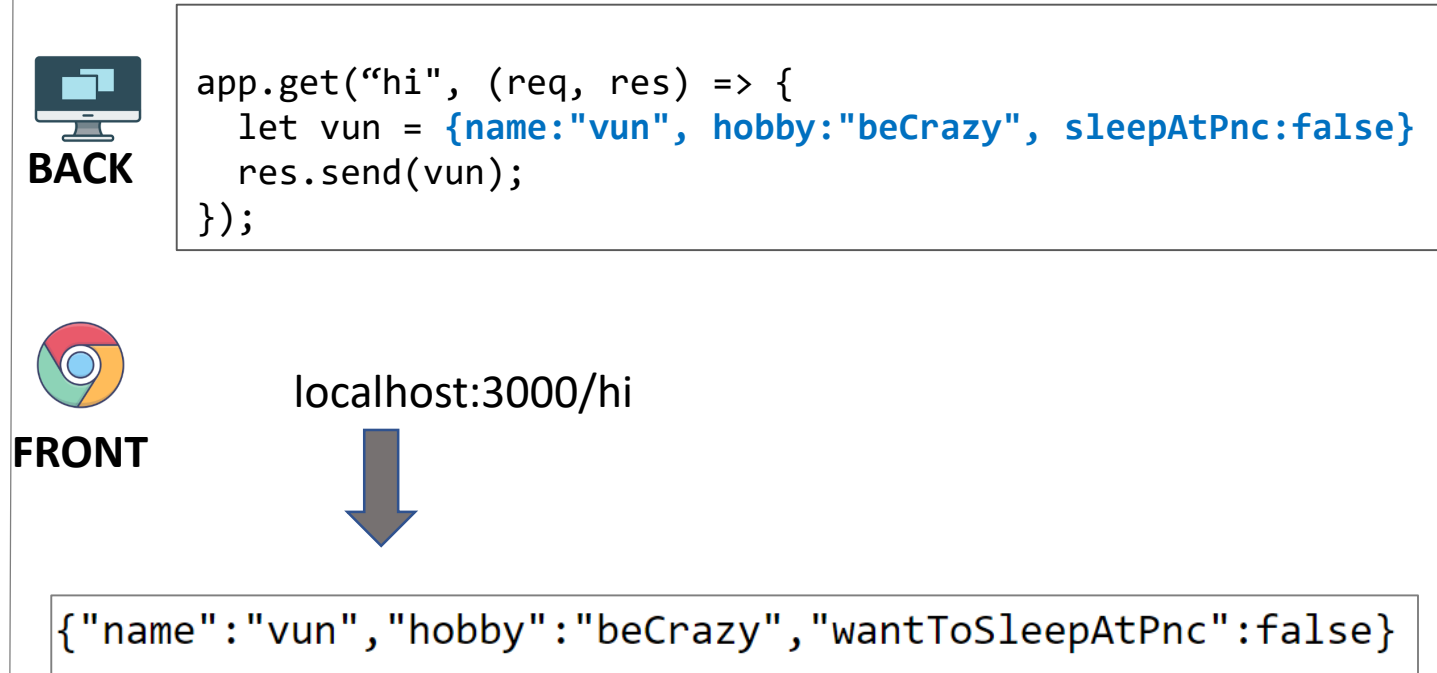 app.get(“hi", (req, res) => {
let vun = {name:"vun", hobby:"beCrazy", sleepAtPnc:false}
res.send(vun);
});
BACK
localhost:3000/hi
FRONT
{"name":"vun","hobby":"beCrazy","wantToSleepAtPnc":false}